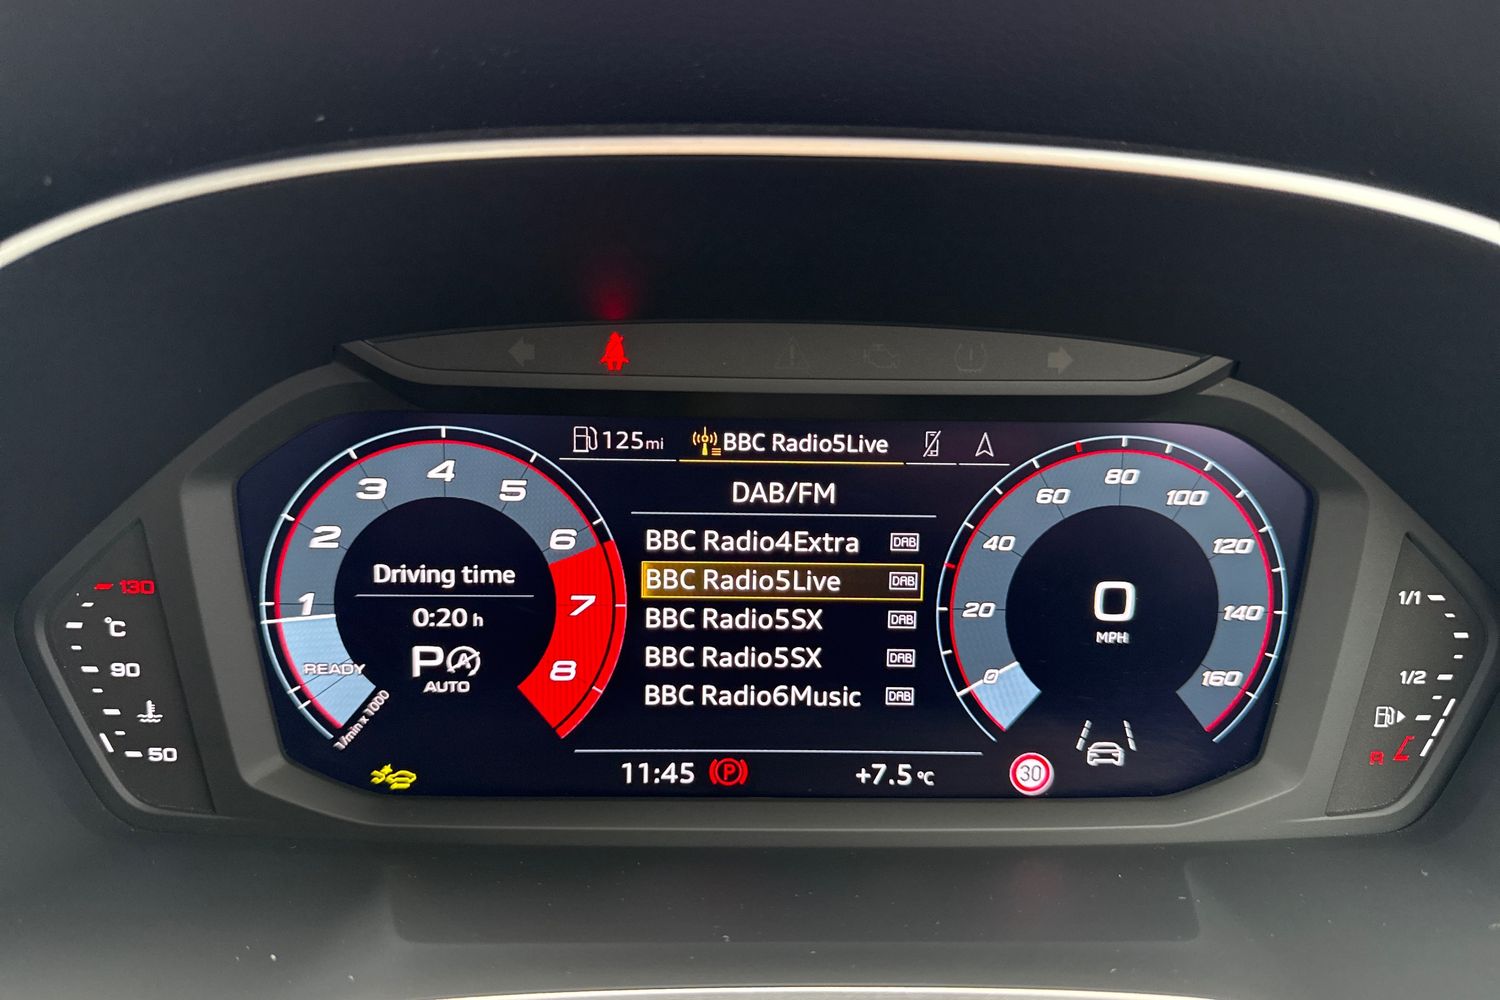 125mi
BBC Radio5Live
DAB/FM
BBC Radio4Extra DAB
BBC Radio5Live DAB
BBC Radio5SX DAB
BBC Radio5SX DAB
BBC Radio6Music DAB
Driving time
0:20 h
P A
AUTO
READY
1 2 3 4 5 6 7 8
1/min x 1000
0 20 40 60 80 100 120 140 160
0
MPH
11:45
P
+7.5 °C
30
130
°C
90
50
1/1
1/2
R